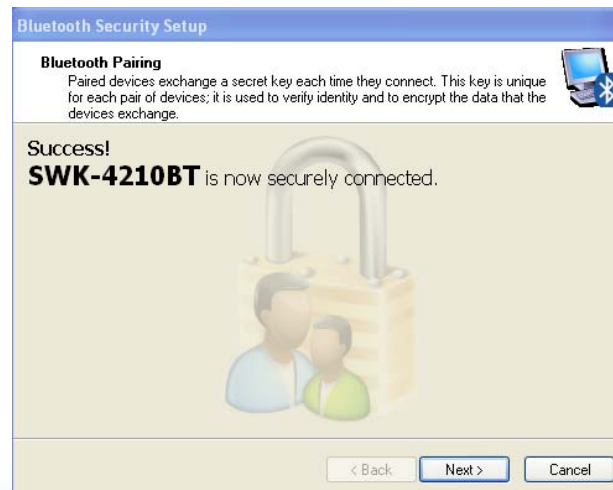 Bluetooth Security Setup
Bluetooth Pairing
Paired devices exchange a secret key each time they connect. This key is unique
for each pair of devices; it is used to verify identity and to encrypt the data that the
devices exchange.
Success!
SWK-4210BT is now securely connected.
< Back
Next >
Cancel